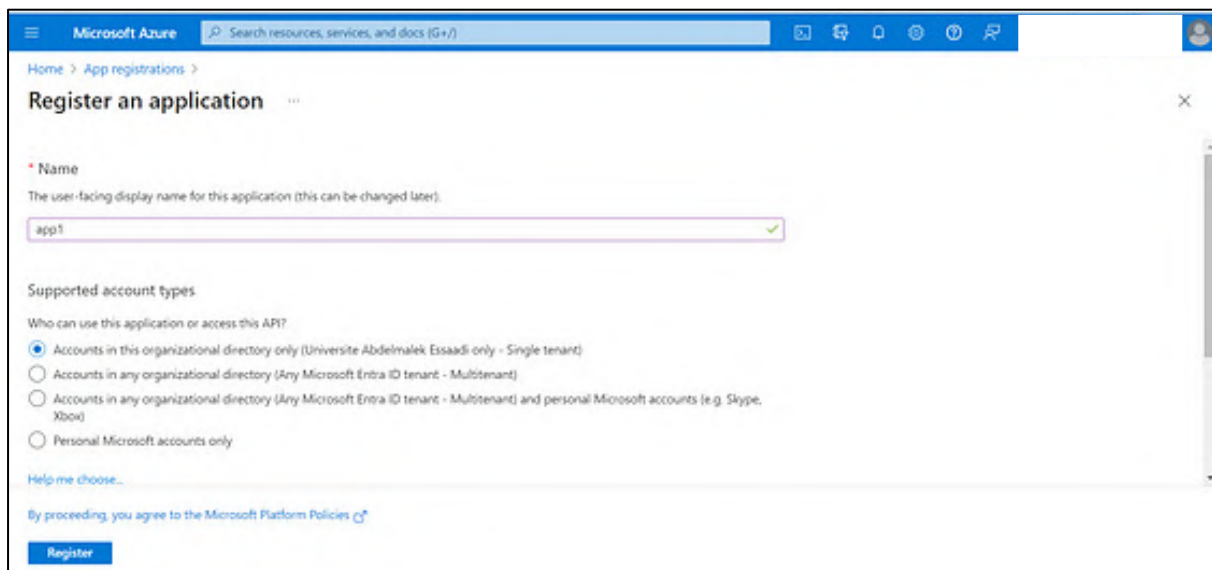 Microsoft Azure
Search resources, services, and docs (G+/)
Home > App registrations >
Register an application ...
* Name
The user-facing display name for this application (this can be changed later).
app1
Supported account types
Who can use this application or access this API?
Accounts in this organizational directory only (Universite Abdelmalek Essaadi only - Single tenant)
Accounts in any organizational directory (Any Microsoft Entra ID tenant - Multitenant)
Accounts in any organizational directory (Any Microsoft Entra ID tenant - Multitenant) and personal Microsoft accounts (e.g. Skype,
Xbox)
Personal Microsoft accounts only
Help me choose...
By proceeding, you agree to the Microsoft Platform Policies
Register